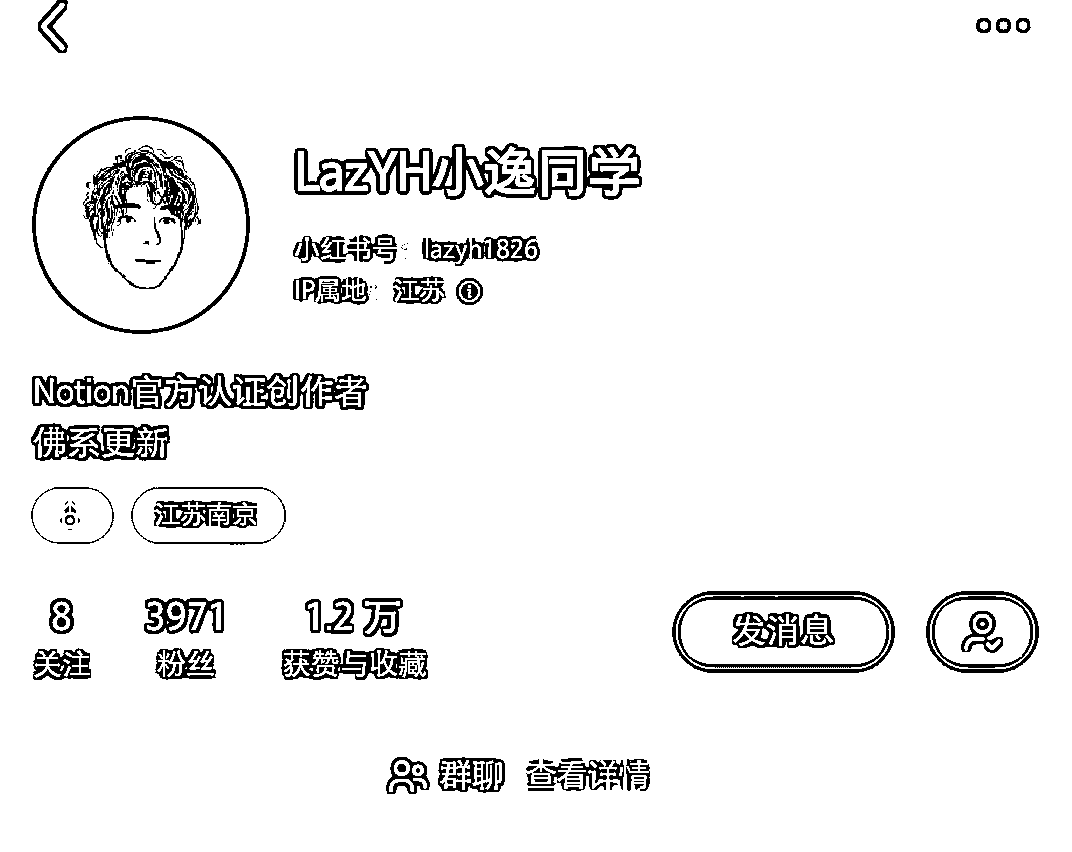 LazYH小逸同学
小红书号：lazyh1826
IP属地：江苏
Notion官方认证创作者
佛系更新
江苏南京
8 3971 1.2 万
关注 粉丝 获赞与收藏
发消息
群聊 查看详情